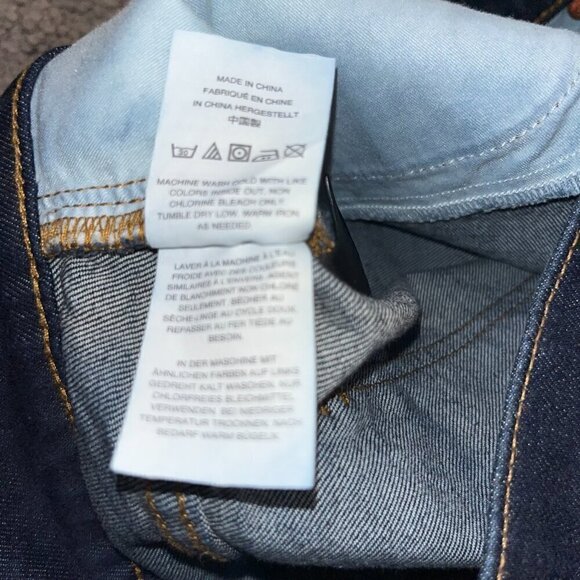 MADE IN CHINA
FABRIQUÉ EN CHINE
IN CHINA HERGESTELLT
中国製
30
MACHINE WASH COLD WITH LIKE
COLORS INSIDE OUT, NON
CHLORINE BLEACH ONLY,
TUMBLE DRY LOW, WARM IRON
AS NEEDED.
LAVER À LA MACHINE À L'EAU
FROIDE AVEC DES COULEURS
SIMILAIRES À L'ENVERS, AGENT
DE BLANCHIMENT NON CHLORÉ
SEULEMENT, SÉCHER AU
SÉCHE-LINGE AU CYCLE DOUX,
REPASSER AU FER TIÈDE AU
BESOIN.
IN DER MASCHINE MIT
ÄHNLICHEN FARBEN AUF LINKS
GEDREHT KALT WASCHEN, NUR
CHLORFREIES BLEICHMITTEL
VERWENDEN, BEI NIEDRIGER
TEMPERATUR TROCKNEN, NACH
BEDARF WARM BÜGELN.